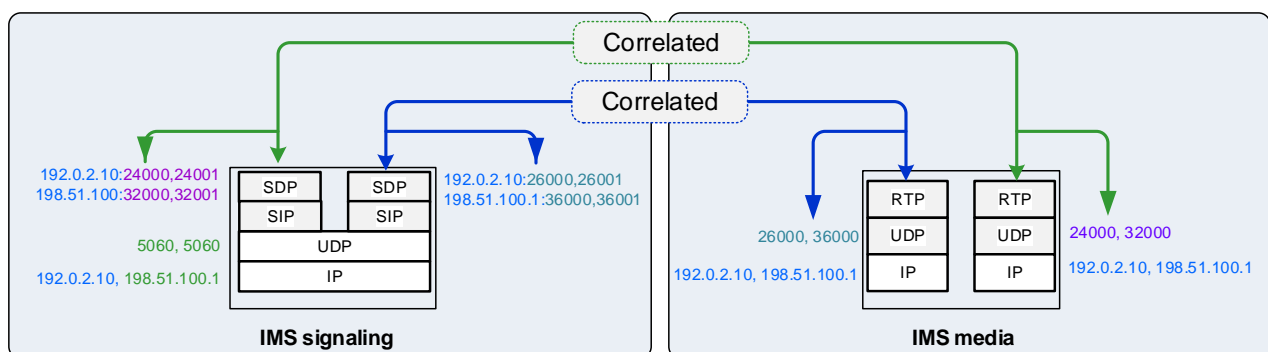 Correlated
Correlated
192.0.2.10:24000,24001
198.51.100:32000,32001
SDP
SDP
192.0.2.10:26000,26001
198.51.100.1:36000,36001
SIP
SIP
5060, 5060
UDP
192.0.2.10, 198.51.100.1
IP
IMS signaling
RTP
RTP
26000, 36000
UDP
UDP
24000, 32000
192.0.2.10, 198.51.100.1
IP
IP
192.0.2.10, 198.51.100.1
IMS media